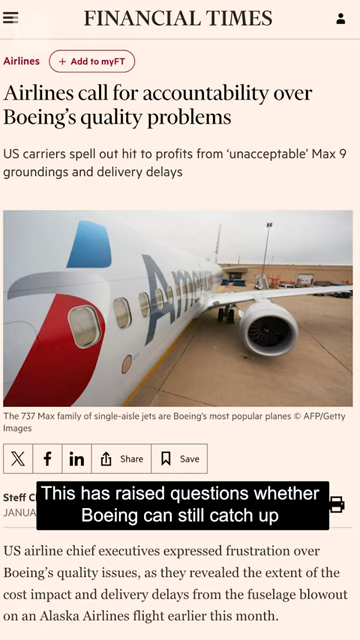 FINANCIAL TIMES
Airlines
+ Add to myFT
Airlines call for accountability over
Boeing's quality problems
US carriers spell out hit to profits from 'unacceptable' Max 9
groundings and delivery delays
Ame
The 737 Max family of single-aisle jets are Boeing's most popular planes © AFP/Getty
Images
Share
Save
Steff
JANUA
This has raised questions whether
Boeing can still catch up
US airline chief executives expressed frustration over
Boeing's quality issues, as they revealed the extent of the
cost impact and delivery delays from the fuselage blowout
on an Alaska Airlines flight earlier this month.